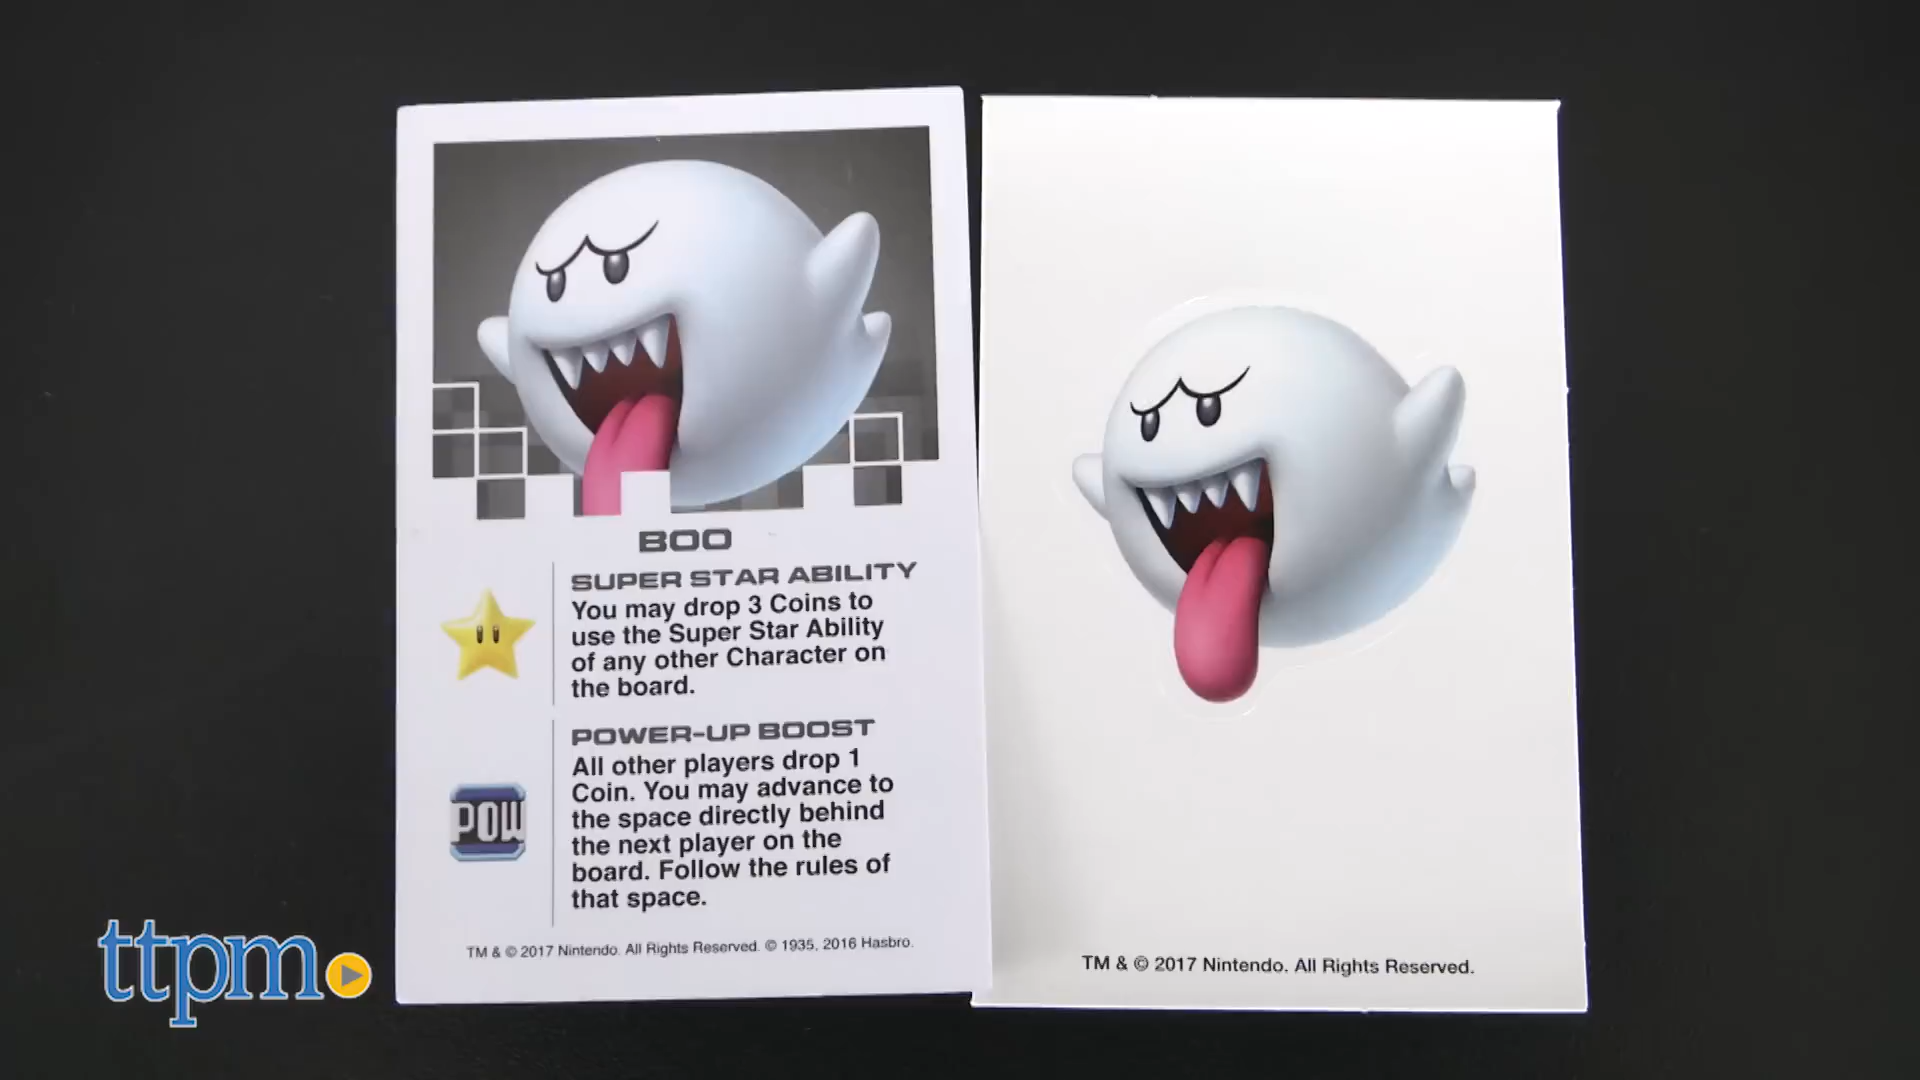 BOO
SUPER STAR ABILITY
You may drop 3 Coins to
use the Super Star Ability
of any other Character on
the board.
POWER-UP BOOST
POW
All other players drop 1
Coin. You may advance to
the space directly behind
the next player on the
board. Follow the rules of
that space.
TM & © 2017 Nintendo. All Rights Reserved. © 1935, 2016 Hasbro.
TM & © 2017 Nintendo. All Rights Reserved.
ttpm